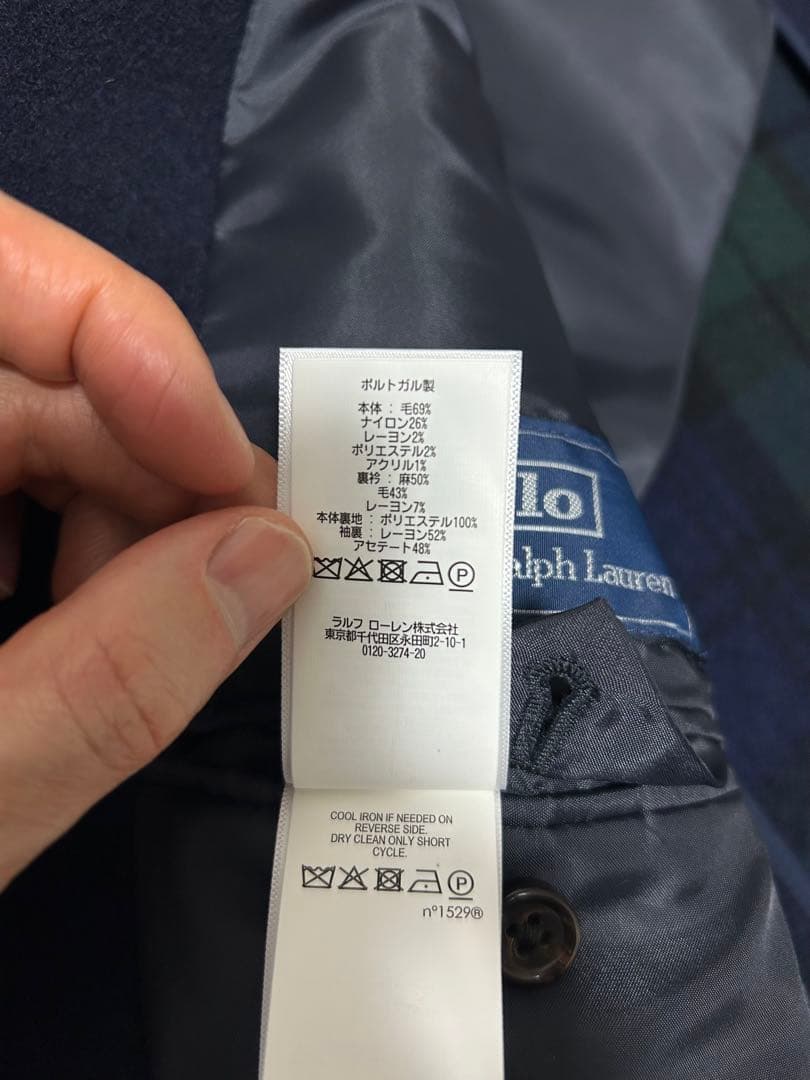 ポルトガル製
本体 : 毛69%
ナイロン26%
レーヨン2%
ポリエステル2%
アクリル1%
裏衿 : 麻50%
毛43%
レーヨン7%
本体裏地 : ポリエステル100%
袖裏 : レーヨン52%
アセテート48%
P
ラルフ ローレン株式会社
東京都千代田区永田町2-10-1
0120-3274-20
lo
alph Lauren
COOL IRON IF NEEDED ON
REVERSE SIDE.
DRY CLEAN ONLY SHORT
CYCLE.
P
n°1529®